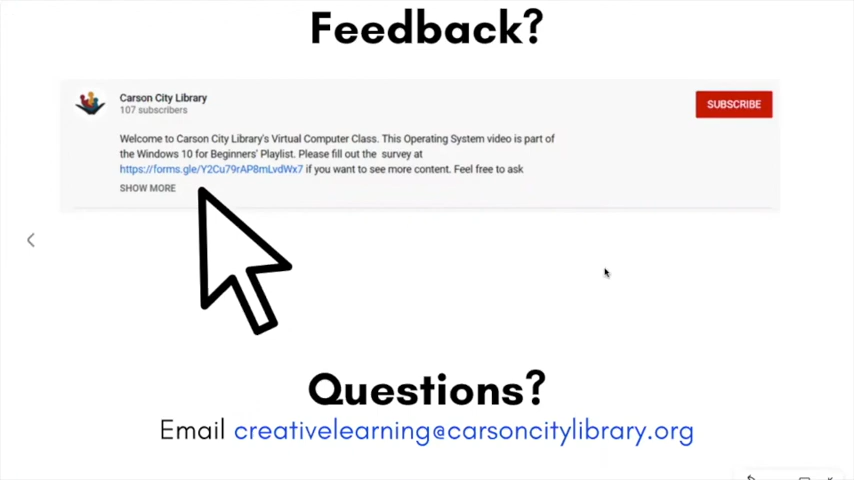 Feedback?
Carson City Library
107 subscribers
SUBSCRIBE
Welcome to Carson City Library's Virtual Computer Class. This Operating System video is part of
the Windows 10 for Beginners' Playlist. Please fill out the survey at
https://forms.gle/Y2Cu79rAP8mLvdWx7 if you want to see more content. Feel free to ask
SHOW MORE
Questions?
Email creativelearning@carsoncitylibrary.org